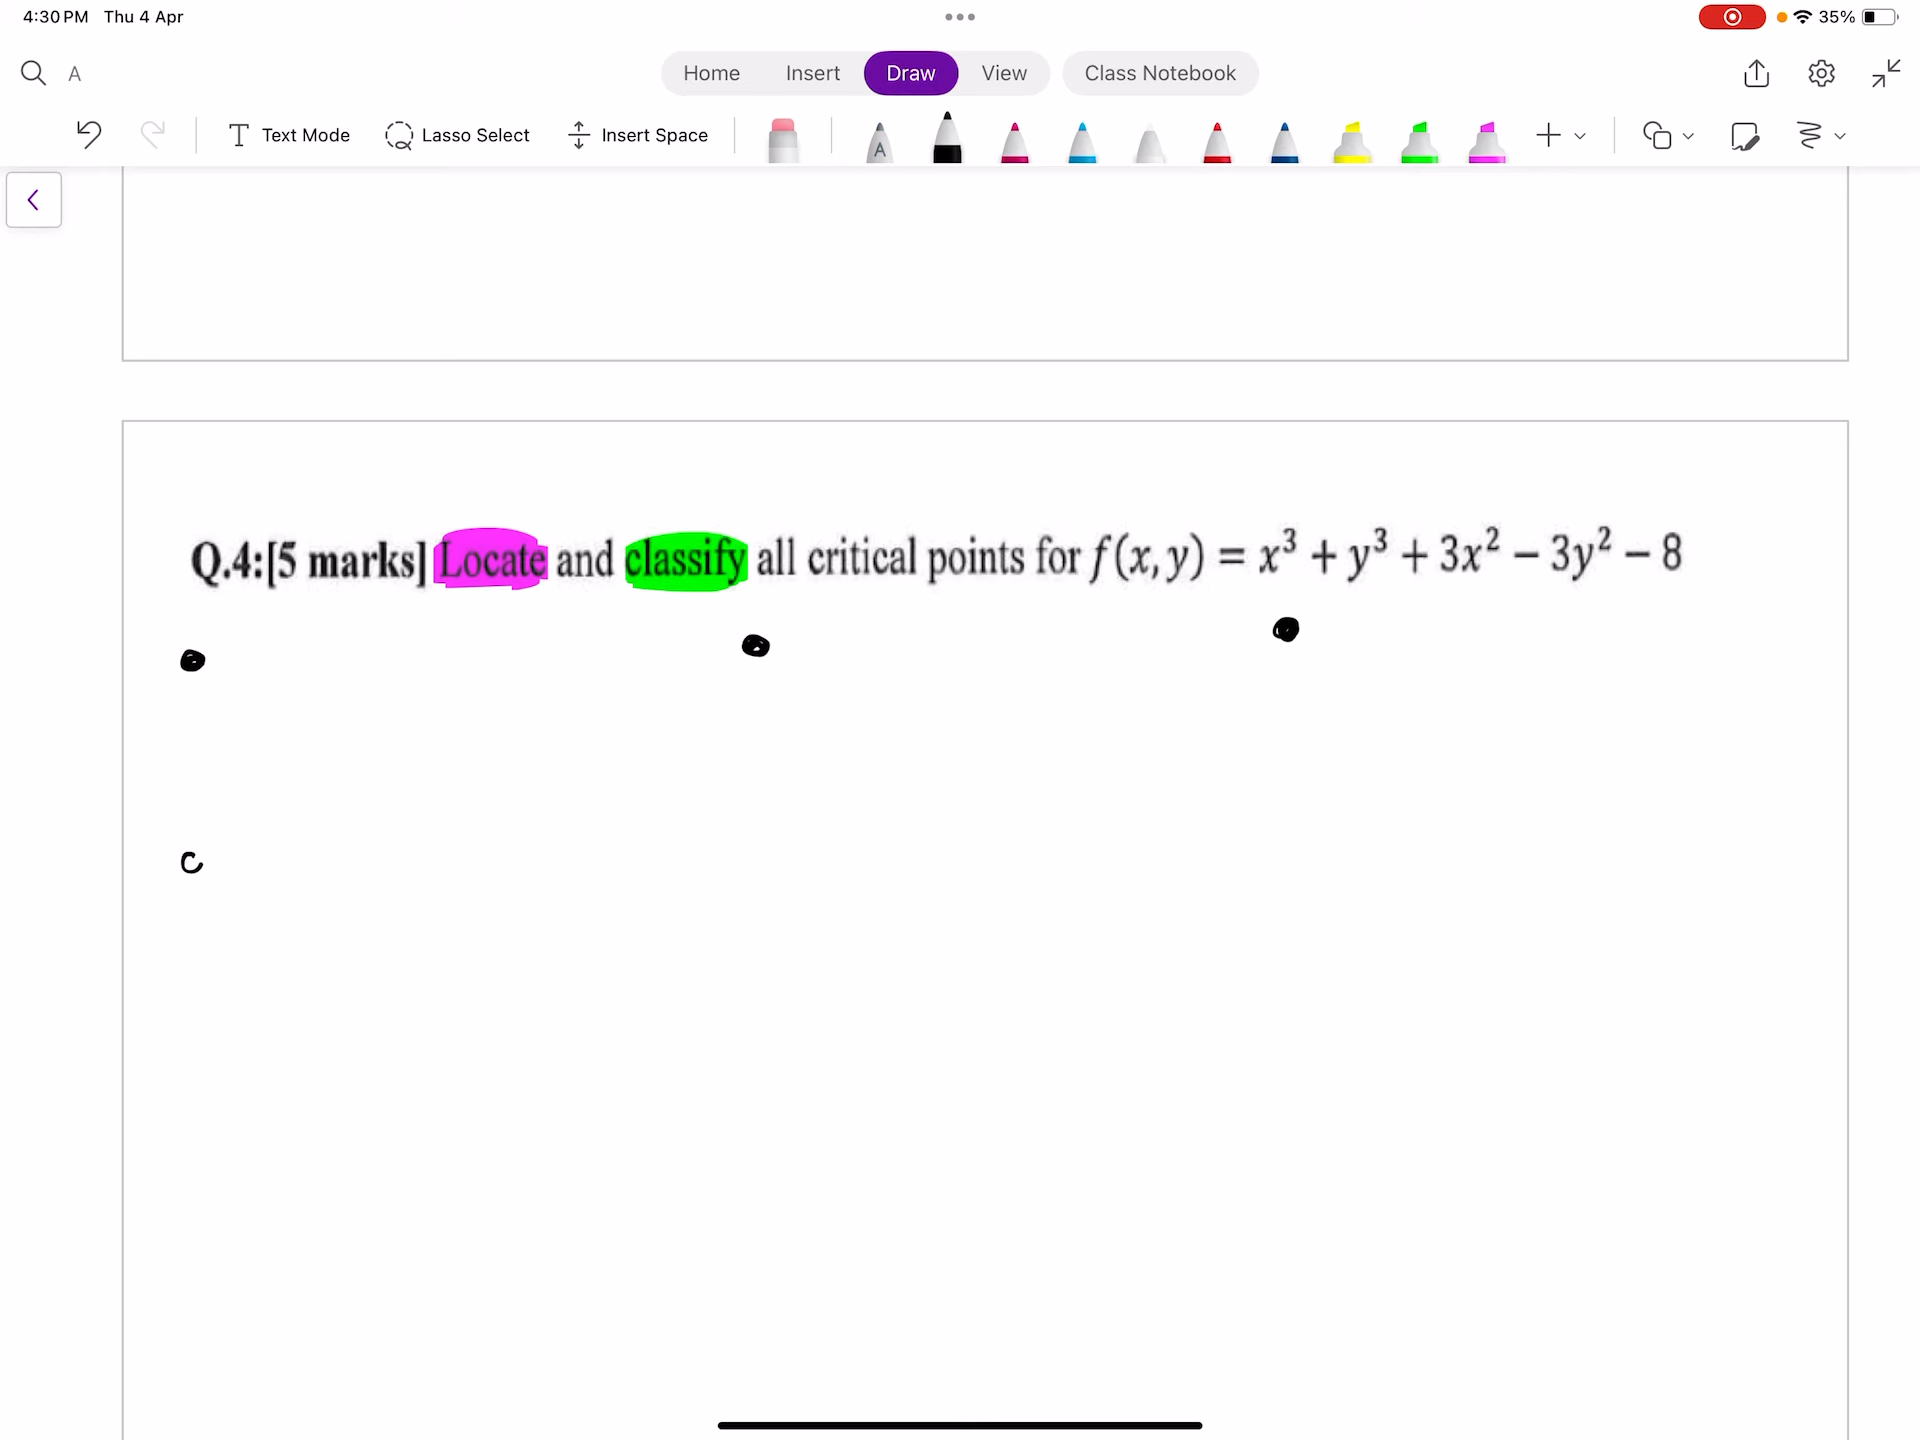 4:30 PM Thu 4 Apr
35%
A
Home Insert Draw View Class Notebook
Text Mode Lasso Select Insert Space
A
Q.4:[5 marks] Locate and classify all critical points for f(x, y) = x³ + y³ + 3x² − 3y² − 8
c